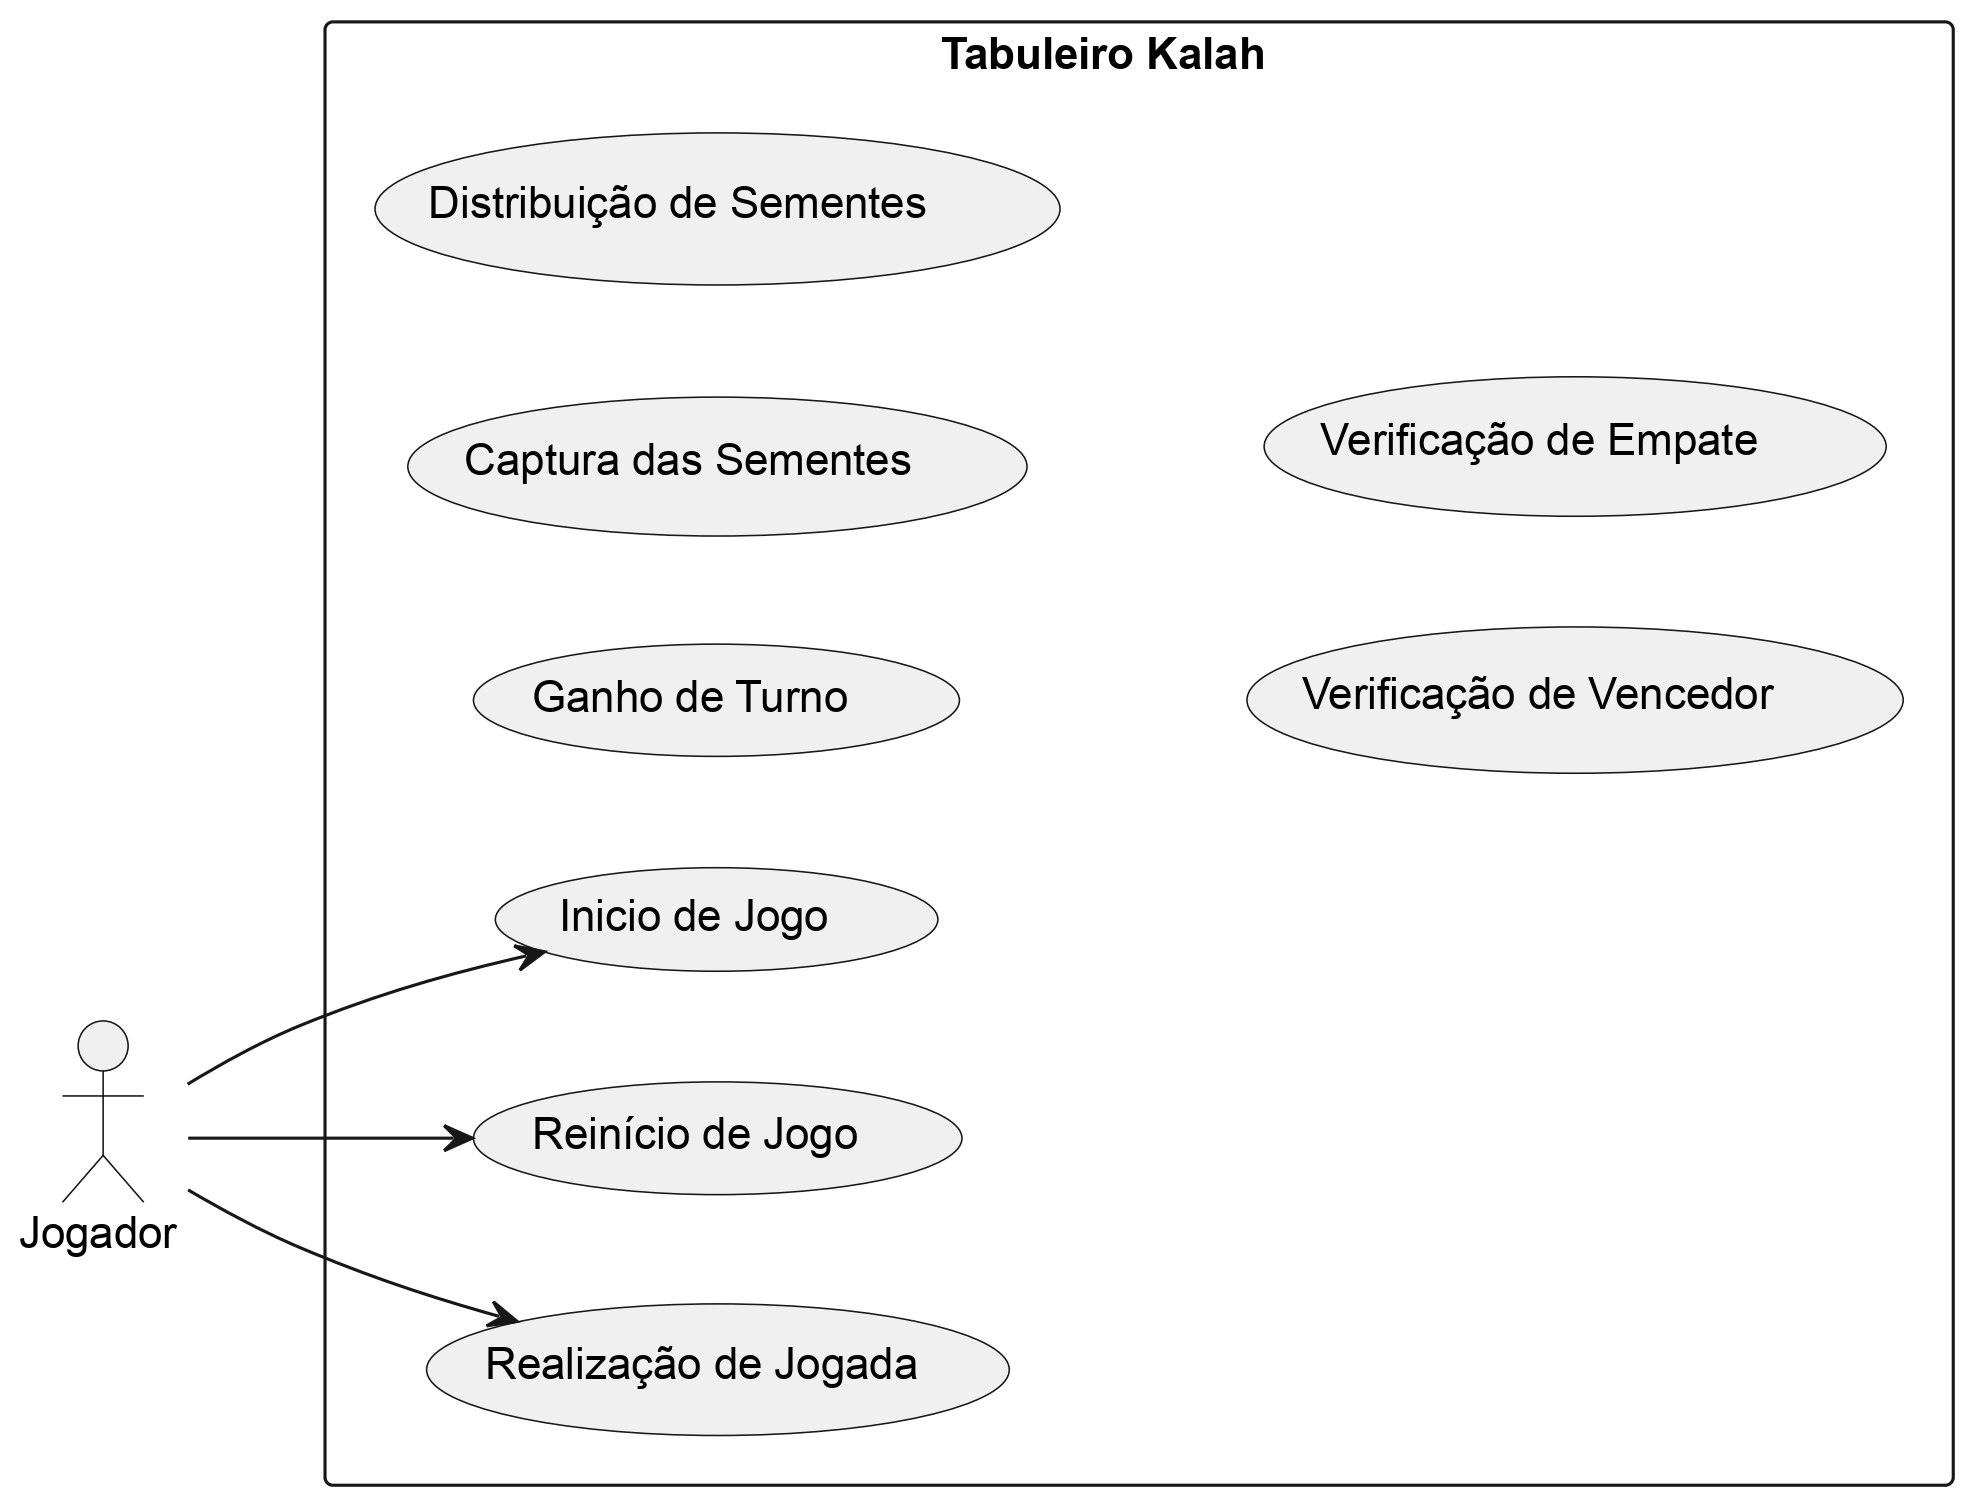 Tabuleiro Kalah
Distribuição de Sementes
Captura das Sementes
Verificação de Empate
Ganho de Turno
Verificação de Vencedor
Inicio de Jogo
Reinício de Jogo
Jogador
Realização de Jogada